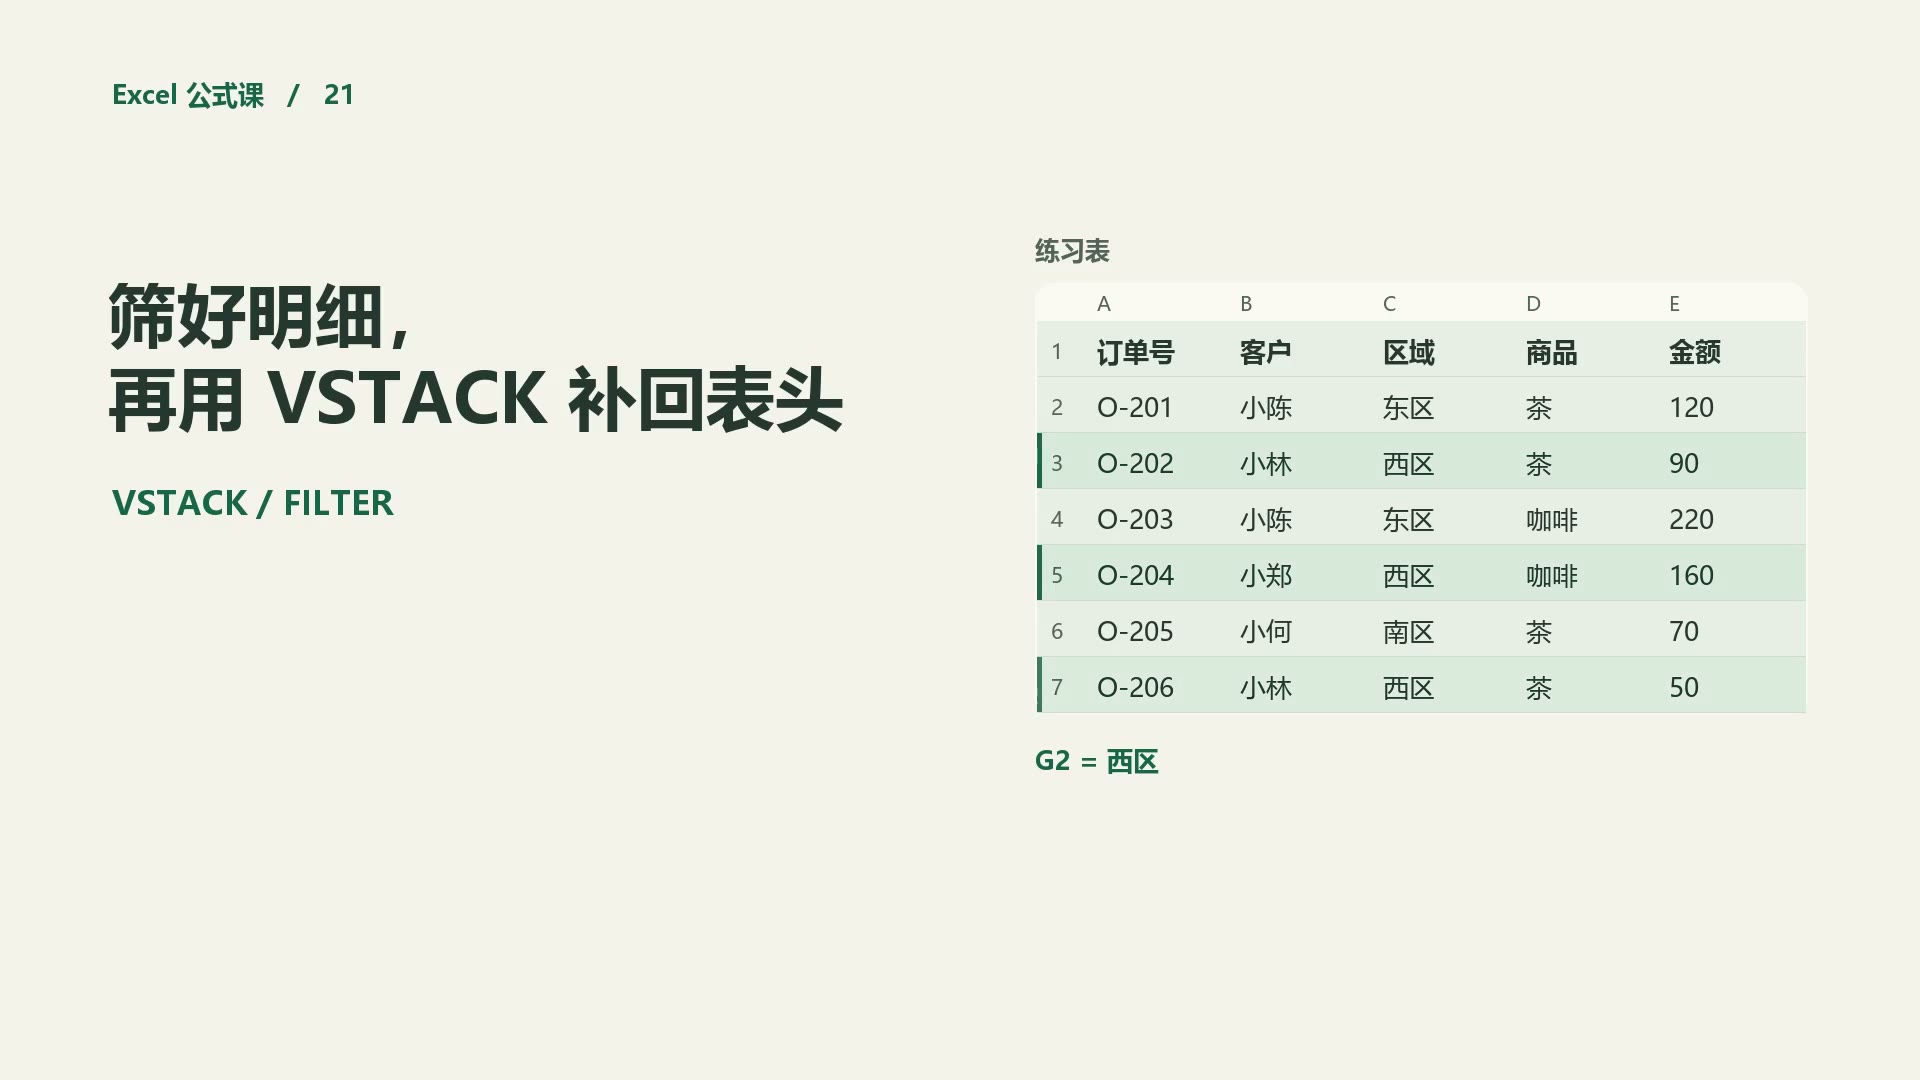 Excel 公式课 / 21
筛好明细，
再用 VSTACK 补回表头
VSTACK / FILTER
练习表
A B C D E
1 订单号 客户 区域 商品 金额
2 O-201 小陈 东区 茶 120
3 O-202 小林 西区 茶 90
4 O-203 小陈 东区 咖啡 220
5 O-204 小郑 西区 咖啡 160
6 O-205 小何 南区 茶 70
7 O-206 小林 西区 茶 50
G2 = 西区